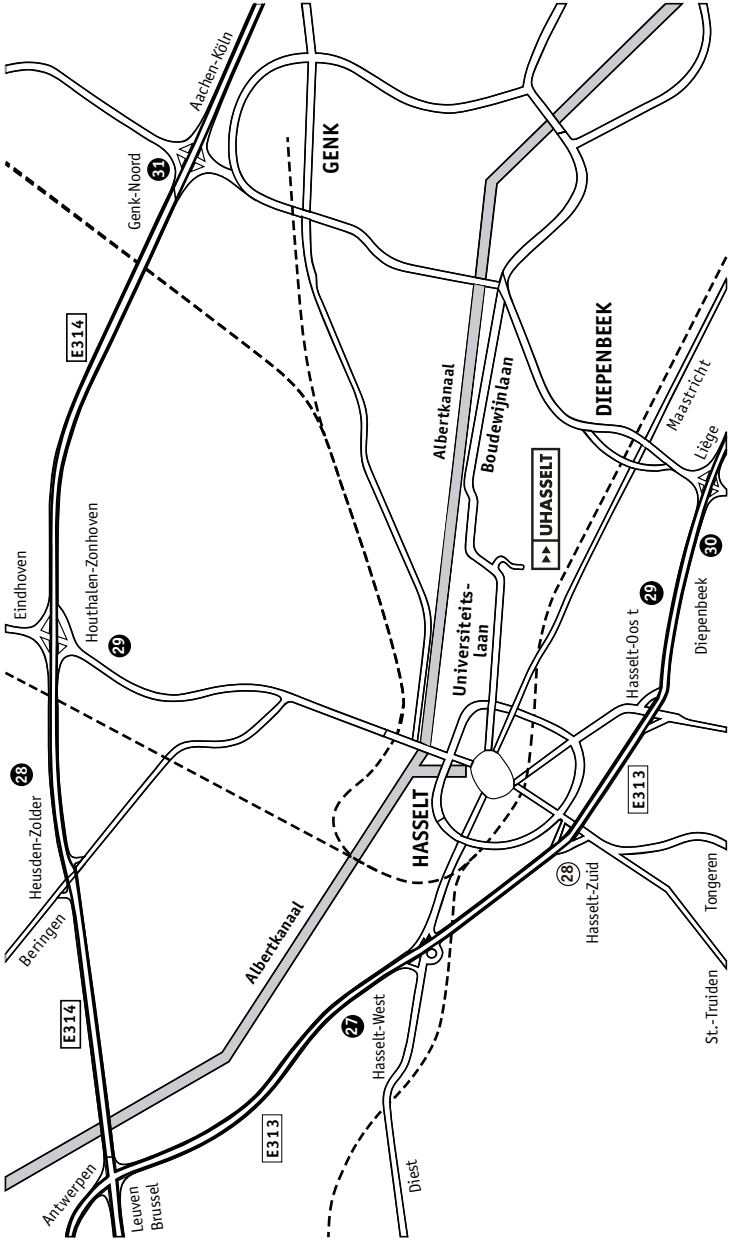 Antwerpen
Leuven
Brussel
E314
E313
Beringen
Heusden-Zolder
28
Eindhoven
Houthalen-Zonhoven
29
E314
Genk-Noord
31
Aachen-Köln
GENK
Albertkanaal
HASSELT
Albertkanaal
Boudewijnlaan
Universiteits-
laan
▸▸ UHASSELT
DIEPENBEEK
Diest
Hasselt-West
27
28
Hasselt-Zuid
St.-Truiden
Tongeren
E313
Hasselt-Oos t
29
Diepenbeek
30
Liège
Maastricht